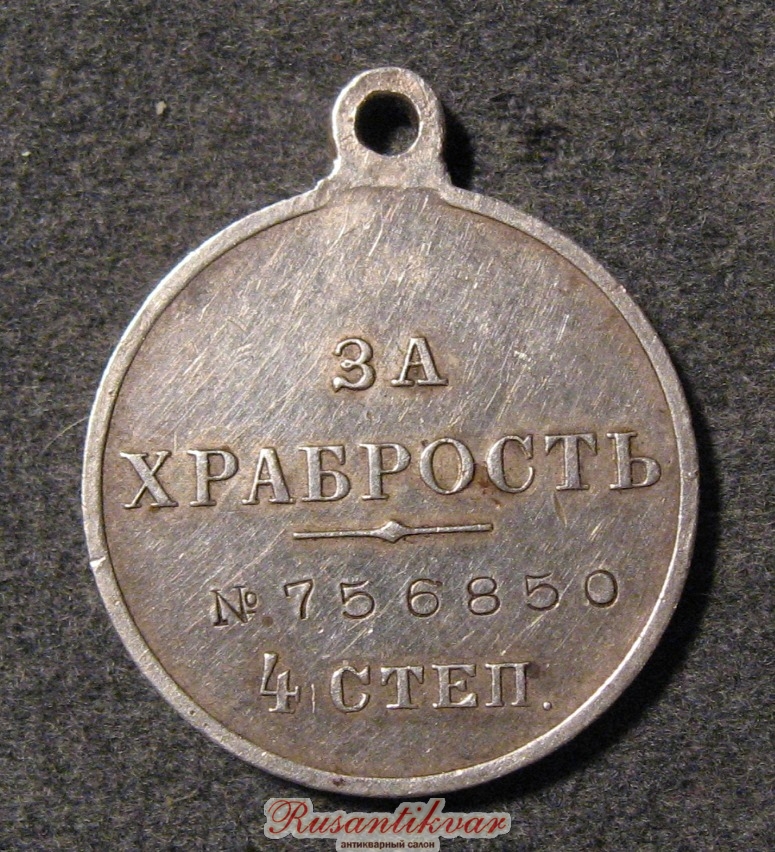 ЗА
ХРАБРОСТЬ
№ 756850
4 СТЕП.
Rusantikvar
антикварный салон